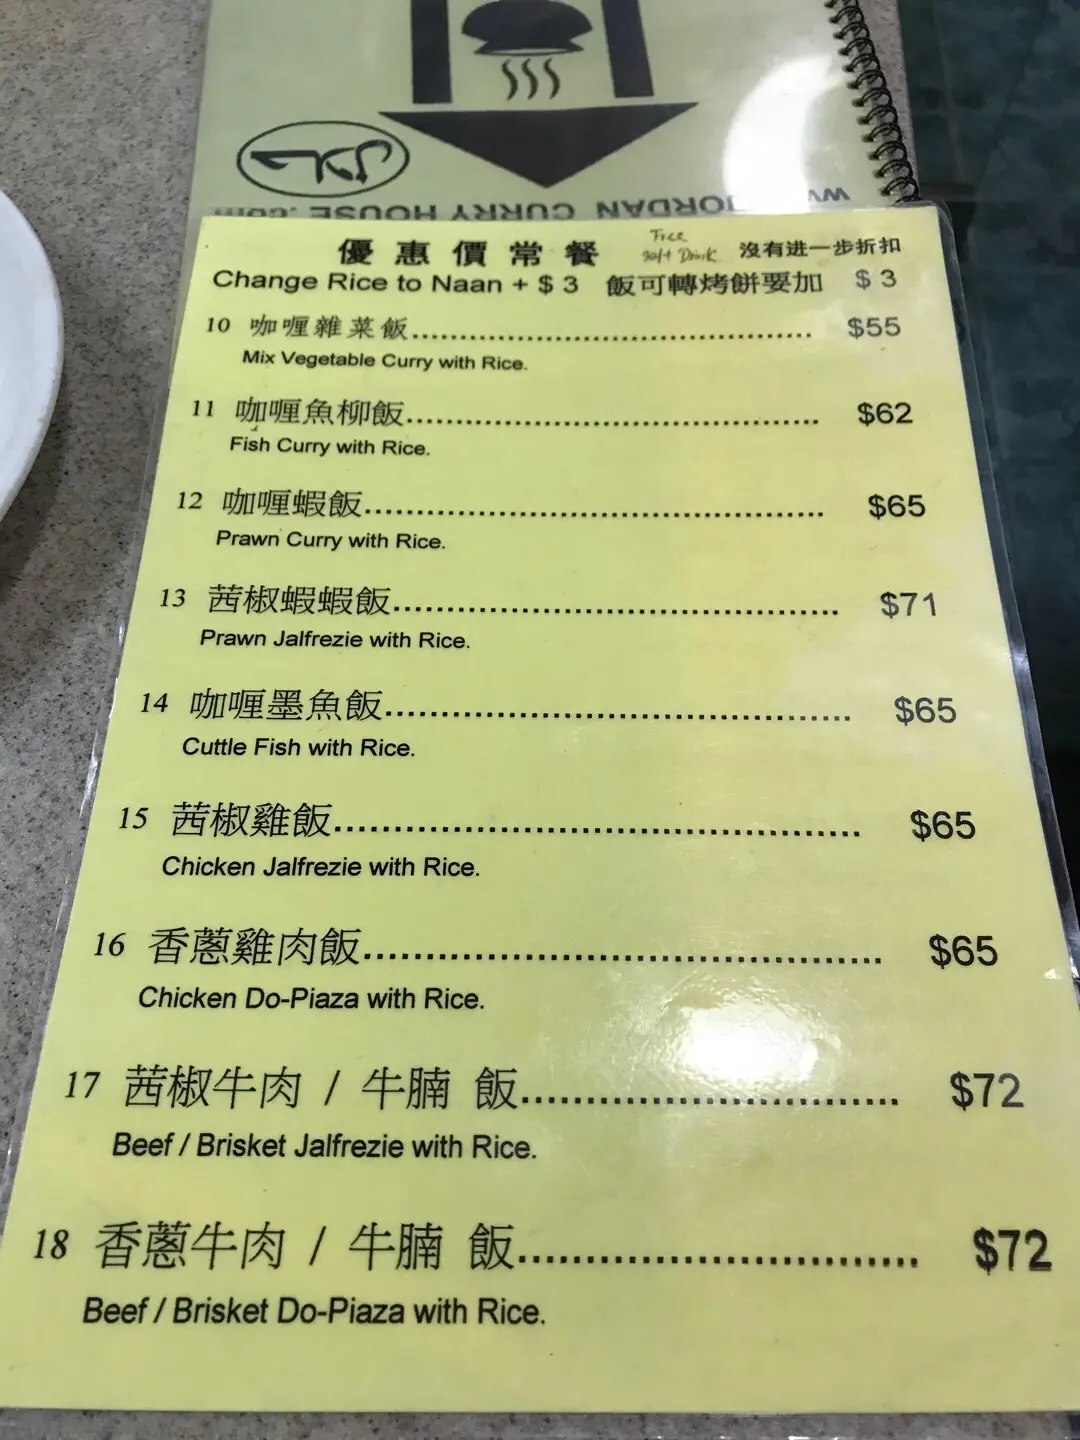 www.JORDAN CURRY HOUSE.com
優惠價常餐 Free Soft Drink 沒有进一步折扣
Change Rice to Naan + $ 3 飯可轉烤餅要加 $ 3
10 咖喱雜菜飯........................................ $55
Mix Vegetable Curry with Rice.
11 咖喱魚柳飯........................................ $62
Fish Curry with Rice.
12 咖喱蝦飯........................................ $65
Prawn Curry with Rice.
13 茜椒蝦蝦飯........................................ $71
Prawn Jalfrezie with Rice.
14 咖喱墨魚飯........................................ $65
Cuttle Fish with Rice.
15 茜椒雞飯........................................ $65
Chicken Jalfrezie with Rice.
16 香蔥雞肉飯........................................ $65
Chicken Do-Piaza with Rice.
17 茜椒牛肉 / 牛腩 飯................................ $72
Beef / Brisket Jalfrezie with Rice.
18 香蔥牛肉 / 牛腩 飯................................ $72
Beef / Brisket Do-Piaza with Rice.